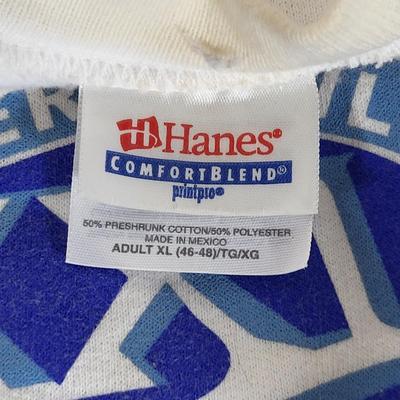 Hanes®
COMFORTBLEND®
printpro®
50% PRESHRUNK COTTON/50% POLYESTER
MADE IN MEXICO
ADULT XL (46-48)/TG/XG